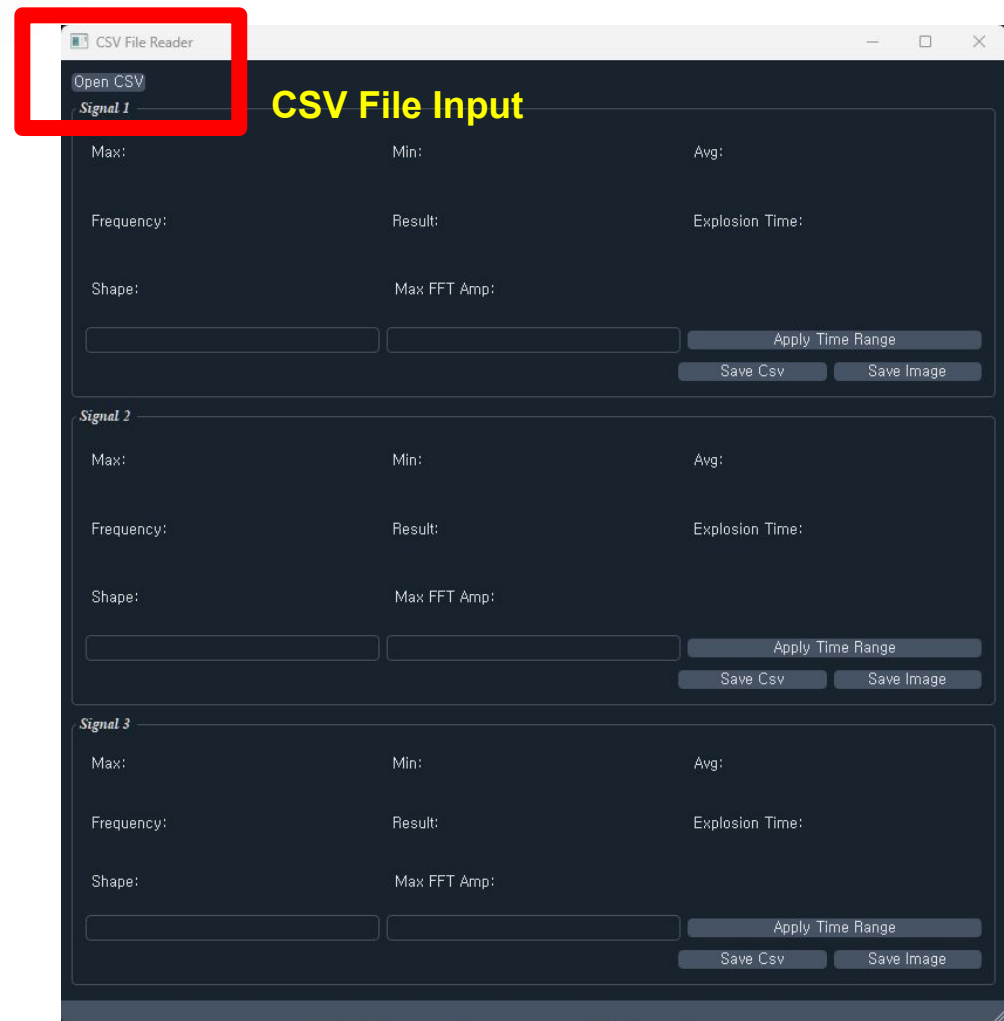 CSV File Reader
Open CSV
CSV File Input
Signal 1
Max: Min: Avg:
Frequency: Result: Explosion Time:
Shape: Max FFT Amp:
Apply Time Range
Save Csv Save Image
Signal 2
Max: Min: Avg:
Frequency: Result: Explosion Time:
Shape: Max FFT Amp:
Apply Time Range
Save Csv Save Image
Signal 3
Max: Min: Avg:
Frequency: Result: Explosion Time:
Shape: Max FFT Amp:
Apply Time Range
Save Csv Save Image